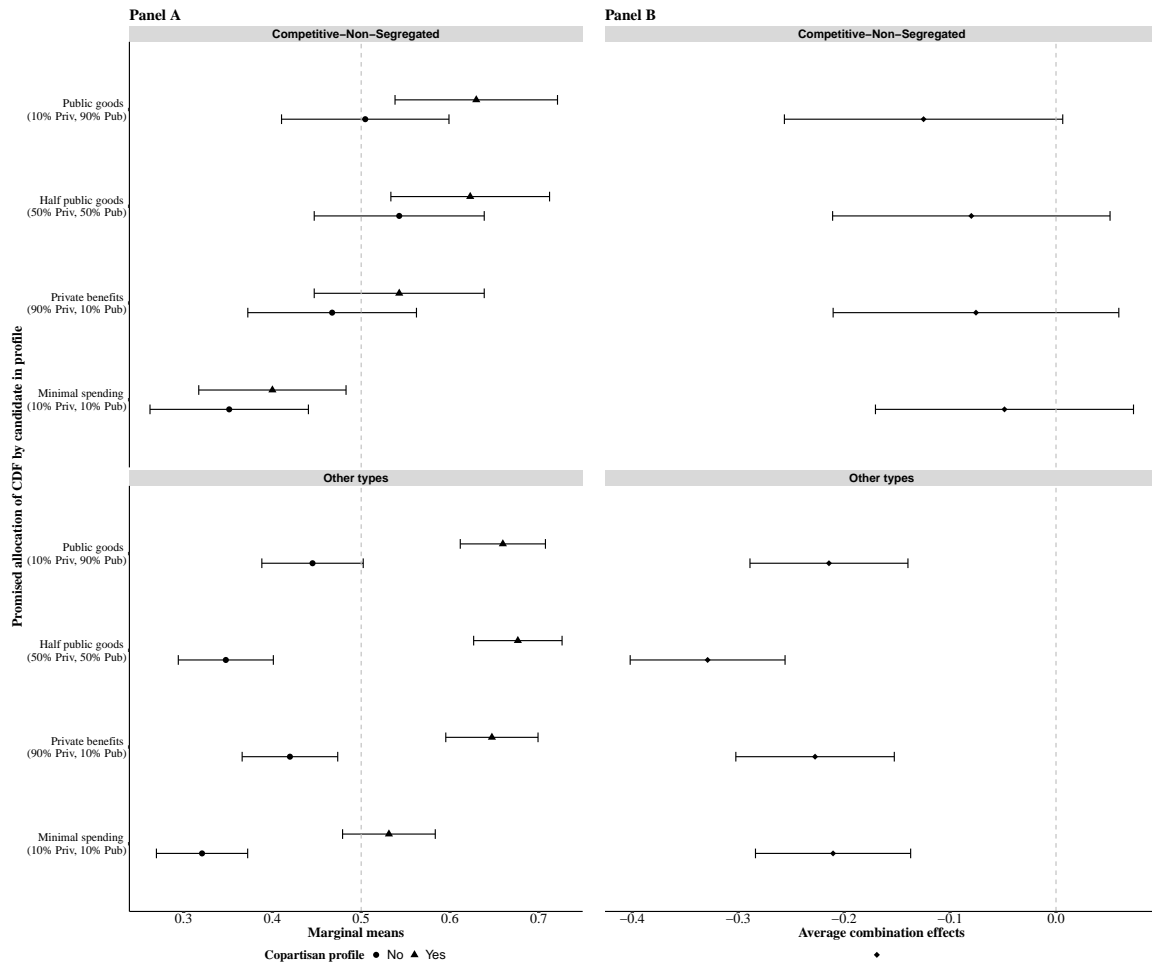 Panel A
Panel B
Competitive−Non−Segregated
Competitive−Non−Segregated
Promised allocation of CDF by candidate in profile
Public goods
(10% Priv, 90% Pub)
Half public goods
(50% Priv, 50% Pub)
Private benefits
(90% Priv, 10% Pub)
Minimal spending
(10% Priv, 10% Pub)
Other types
Other types
Public goods
(10% Priv, 90% Pub)
Half public goods
(50% Priv, 50% Pub)
Private benefits
(90% Priv, 10% Pub)
Minimal spending
(10% Priv, 10% Pub)
0.3 0.4 0.5 0.6 0.7
−0.4 −0.3 −0.2 −0.1 0.0
Marginal means
Average combination effects
Copartisan profile No Yes